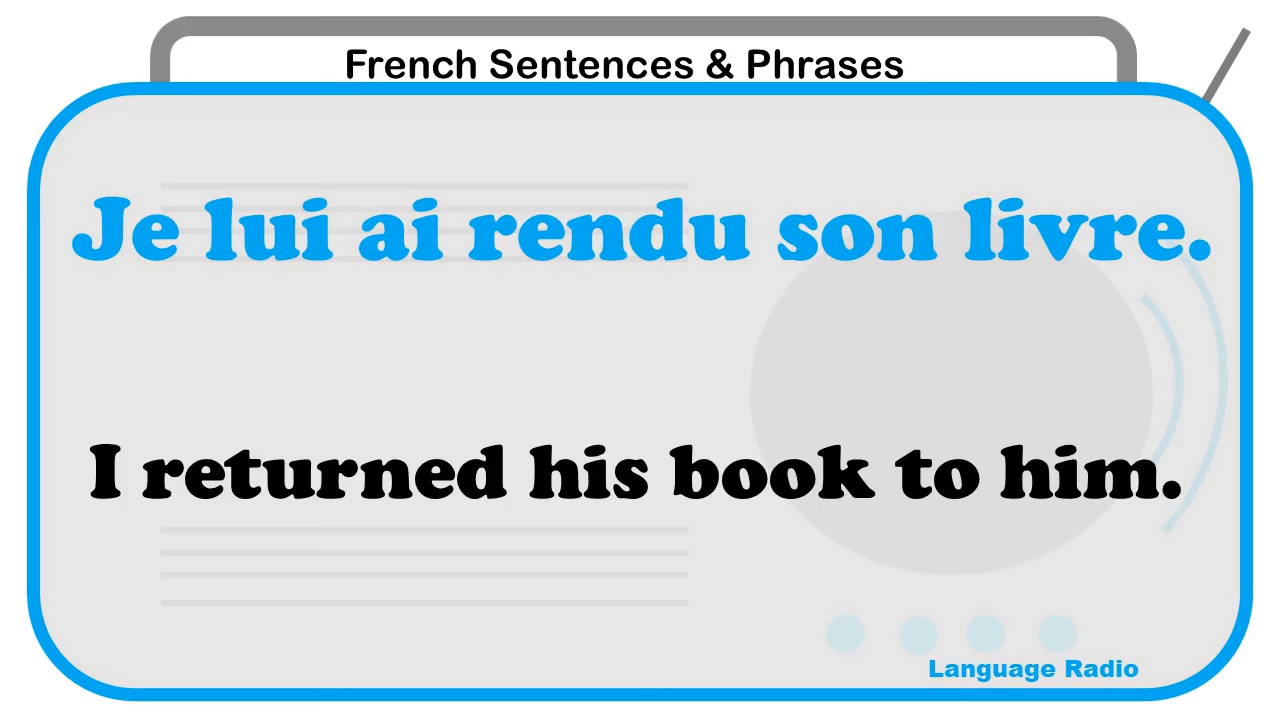 French Sentences & Phrases
Je lui ai rendu son livre.
I returned his book to him.
Language Radio